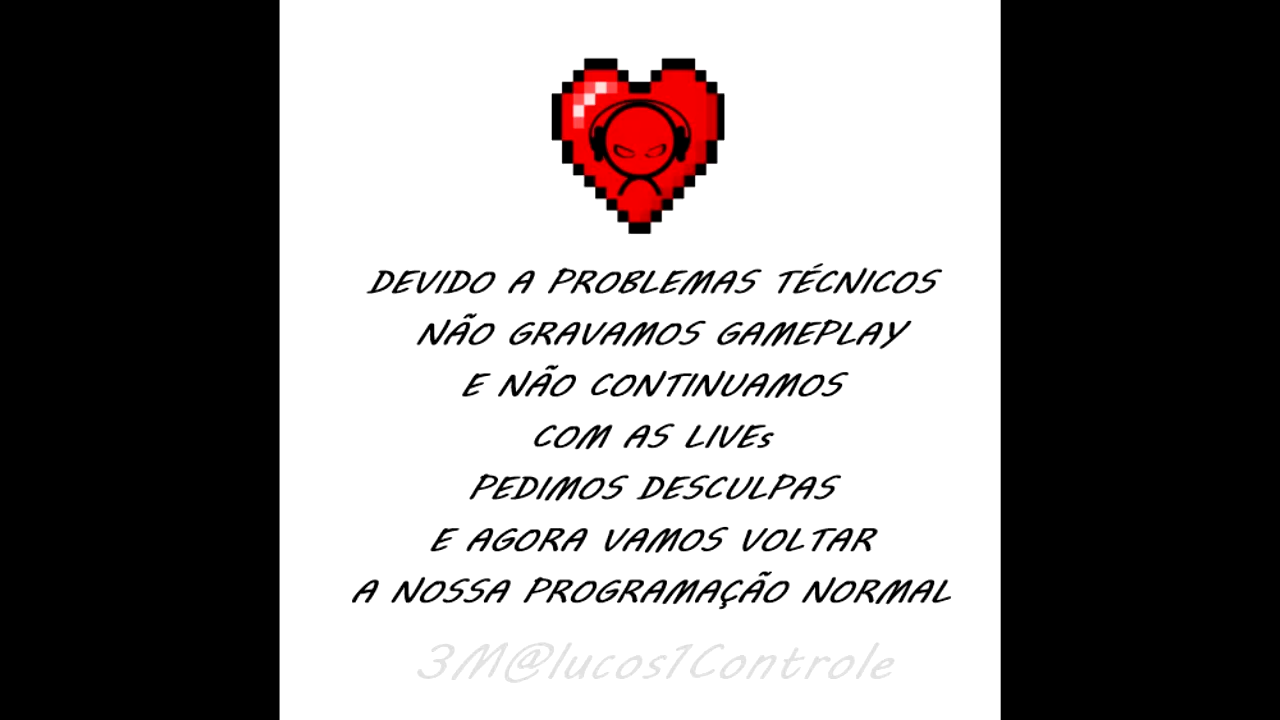 DEVIDO A PROBLEMAS TÉCNICOS
NÃO GRAVAMOS GAMEPLAY
E NÃO CONTINUAMOS
COM AS LIVEs
PEDIMOS DESCULPAS
E AGORA VAMOS VOLTAR
A NOSSA PROGRAMAÇÃO NORMAL
3M@lucos1Controle